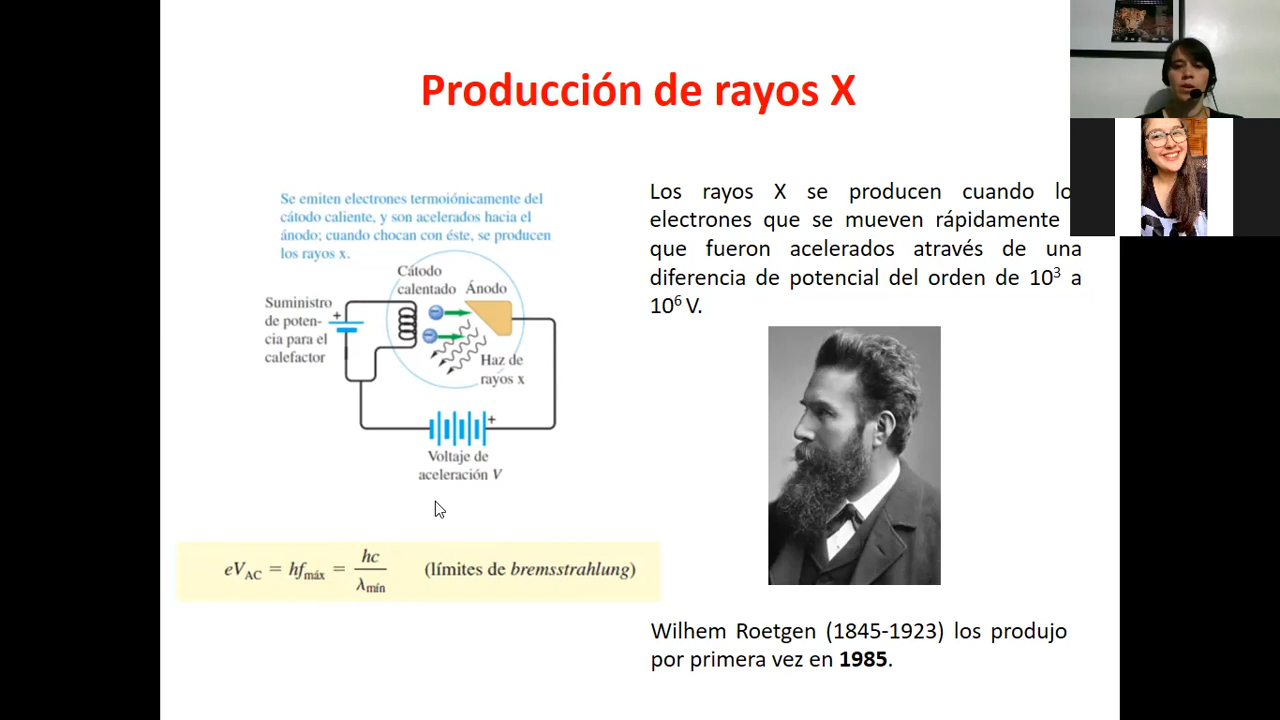 Producción de rayos X
Se emiten electrones termoiónicamente del
cátodo caliente, y son acelerados hacia el
ánodo; cuando chocan con éste, se producen
los rayos x.
Cátodo
calentado
Ánodo
Suministro
de poten-
cia para el
calefactor
+
Haz de
rayos x
+
Voltaje de
aceleración V
eV_AC = hf_máx = hc / λ_mín (límites de bremsstrahlung)
Los rayos X se producen cuando lo
electrones que se mueven rápidamente
que fueron acelerados através de una
diferencia de potencial del orden de 10³ a
10⁶ V.
Wilhem Roetgen (1845-1923) los produjo
por primera vez en 1985.